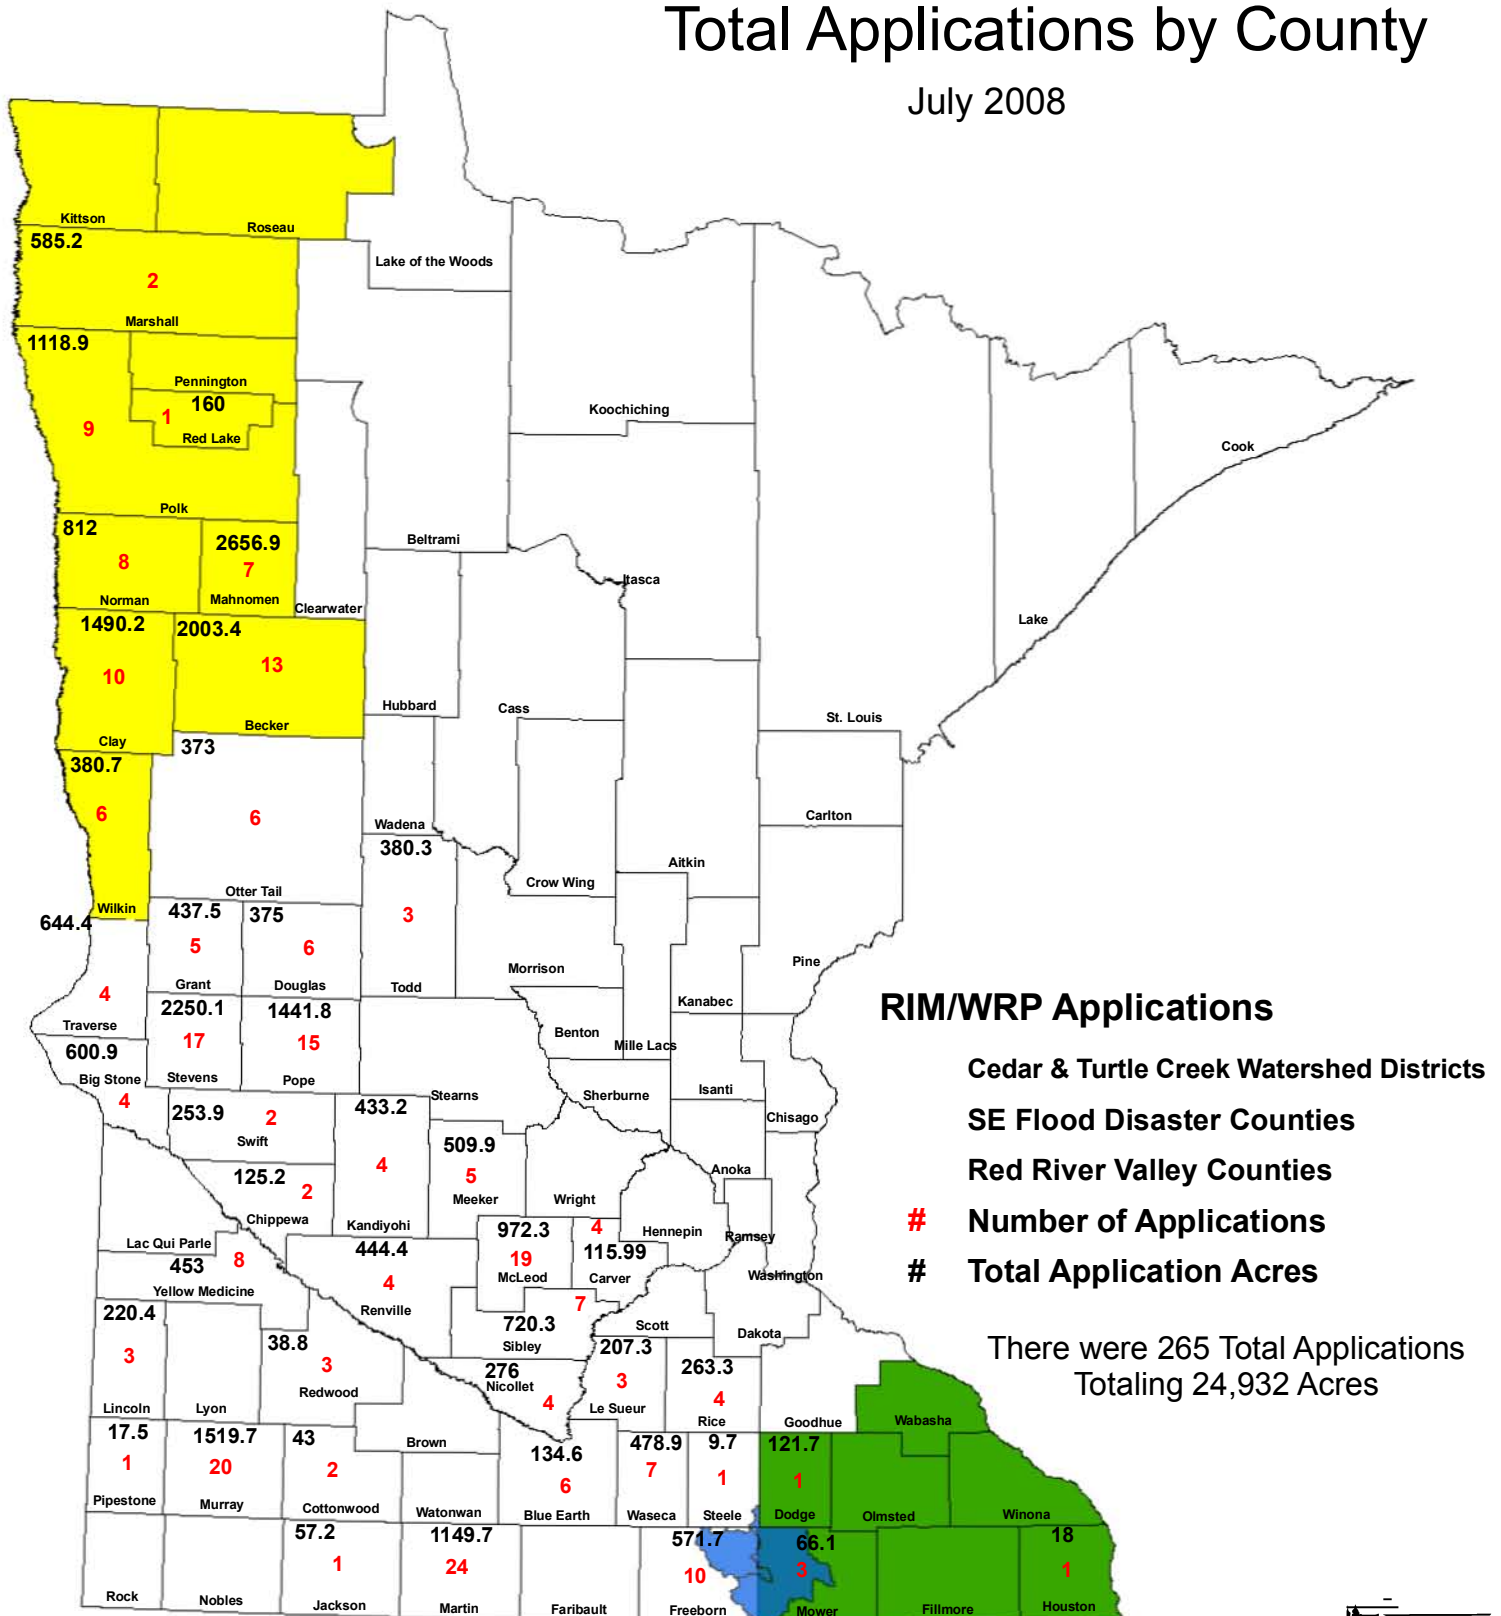 Total Applications by County
July 2008
Kittson
Roseau
585.2
Lake of the Woods
2
Marshall
1118.9
Pennington
160
1
Red Lake
9
Koochiching
Cook
Polk
812
2656.9
8
7
Beltrami
Itasca
Norman
Mahnomen
Clearwater
1490.2
2003.4
Lake
10
13
Hubbard
Cass
St. Louis
Becker
Clay
373
380.7
6
6
Wadena
Carlton
380.3
Aitkin
Crow Wing
Otter Tail
Wilkin
437.5
375
3
644.4
5
6
Morrison
Pine
Grant
Douglas
Todd
4
Kanabec
2250.1
1441.8
Traverse
17
15
Benton
Mille Lacs
600.9
Big Stone
Stevens
Pope
Stearns
Sherburne
Isanti
4
253.9
2
433.2
Chisago
Swift
509.9
125.2
2
4
5
Anoka
Meeker
Wright
Chippewa
Kandiyohi
972.3
4
Hennepin
Ramsey
Lac Qui Parle
444.4
19
115.99
453
8
McLeod
Carver
Washington
Yellow Medicine
4
Renville
7
220.4
720.3
Scott
Dakota
38.8
Sibley
207.3
3
3
276
263.3
Redwood
Nicollet
3
4
4
Lincoln
Lyon
Le Sueur
Rice
Goodhue
Wabasha
17.5
1519.7
43
Brown
134.6
478.9
9.7
121.7
1
20
2
6
7
1
1
Pipestone
Murray
Cottonwood
Watonwan
Blue Earth
Waseca
Steele
Dodge
Olmsted
Winona
57.2
1149.7
571.7
66.1
18
1
24
10
3
1
Rock
Nobles
Jackson
Martin
Faribault
Freeborn
Mower
Fillmore
Houston
RIM/WRP Applications
Cedar & Turtle Creek Watershed Districts
SE Flood Disaster Counties
Red River Valley Counties
# Number of Applications
# Total Application Acres
There were 265 Total Applications
Totaling 24,932 Acres